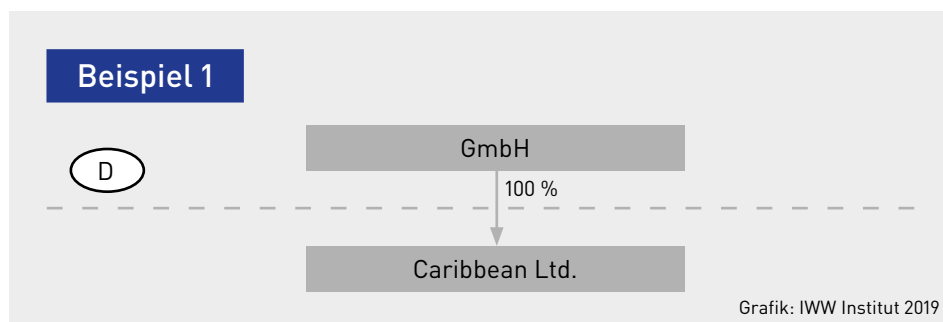 Beispiel 1
GmbH
D
100 %
Caribbean Ltd.
Grafik: IWW Institut 2019